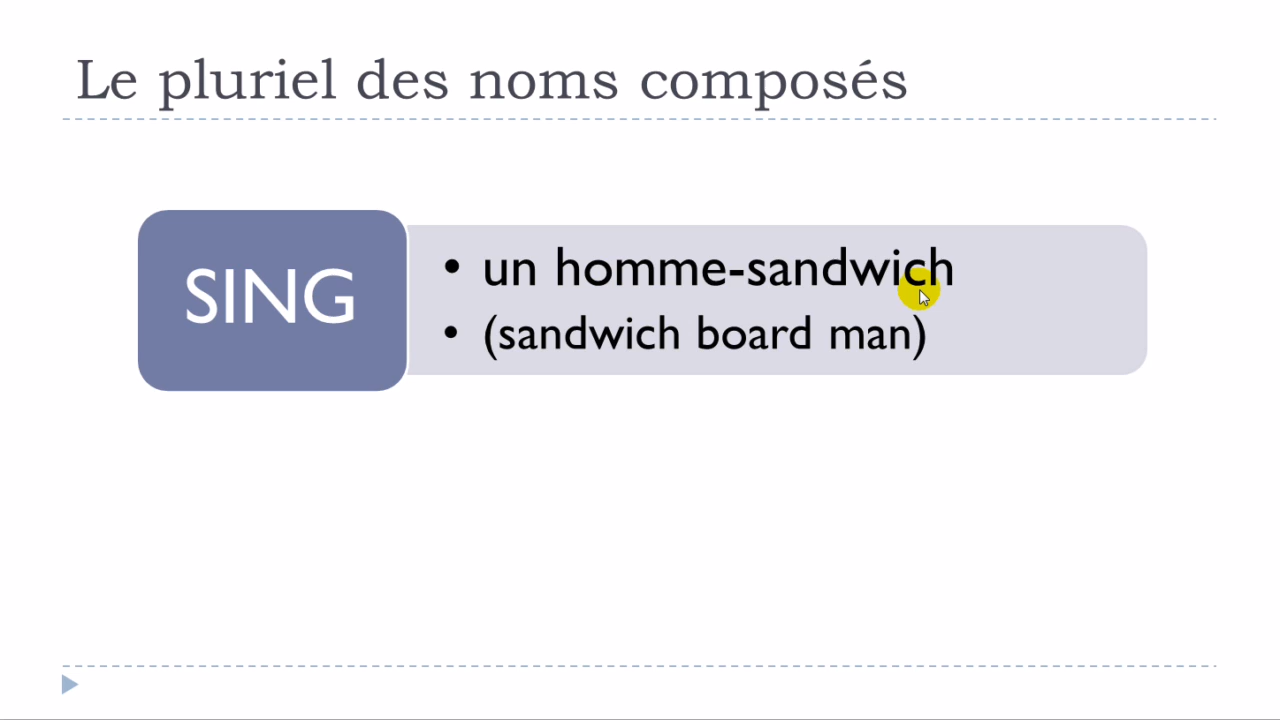 Le pluriel des noms composés
SING
• un homme-sandwich
• (sandwich board man)